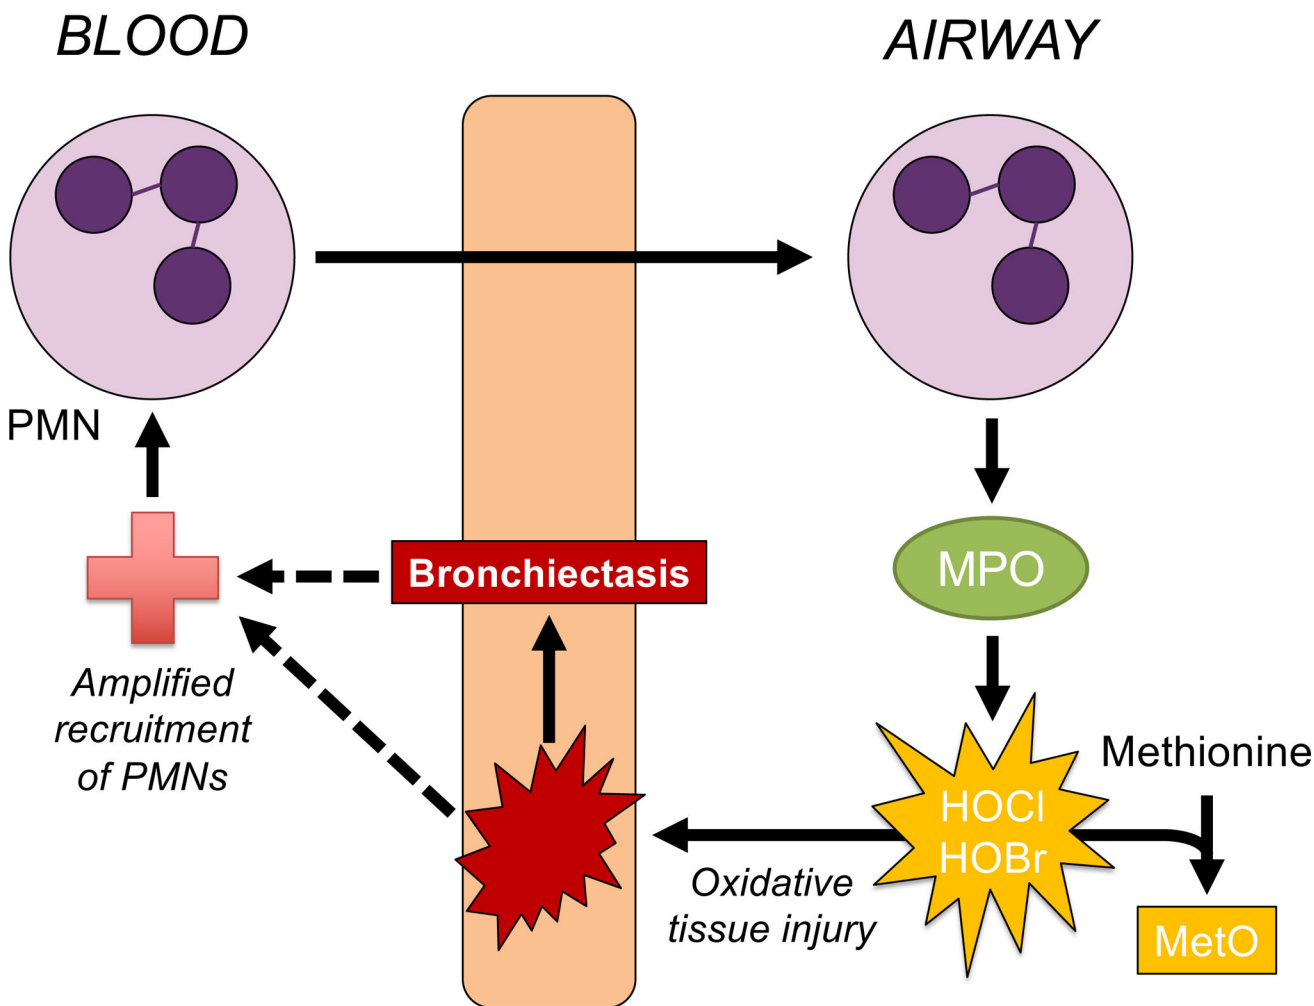 BLOOD
AIRWAY
PMN
MPO
Bronchiectasis
Amplified
recruitment
of PMNs
Methionine
HOCl
HOBr
Oxidative
tissue injury
MetO